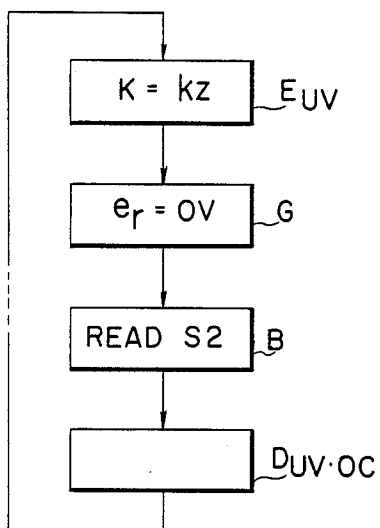 K = kz
EUV
er = OV
G
READ S2
B
DUV·OC